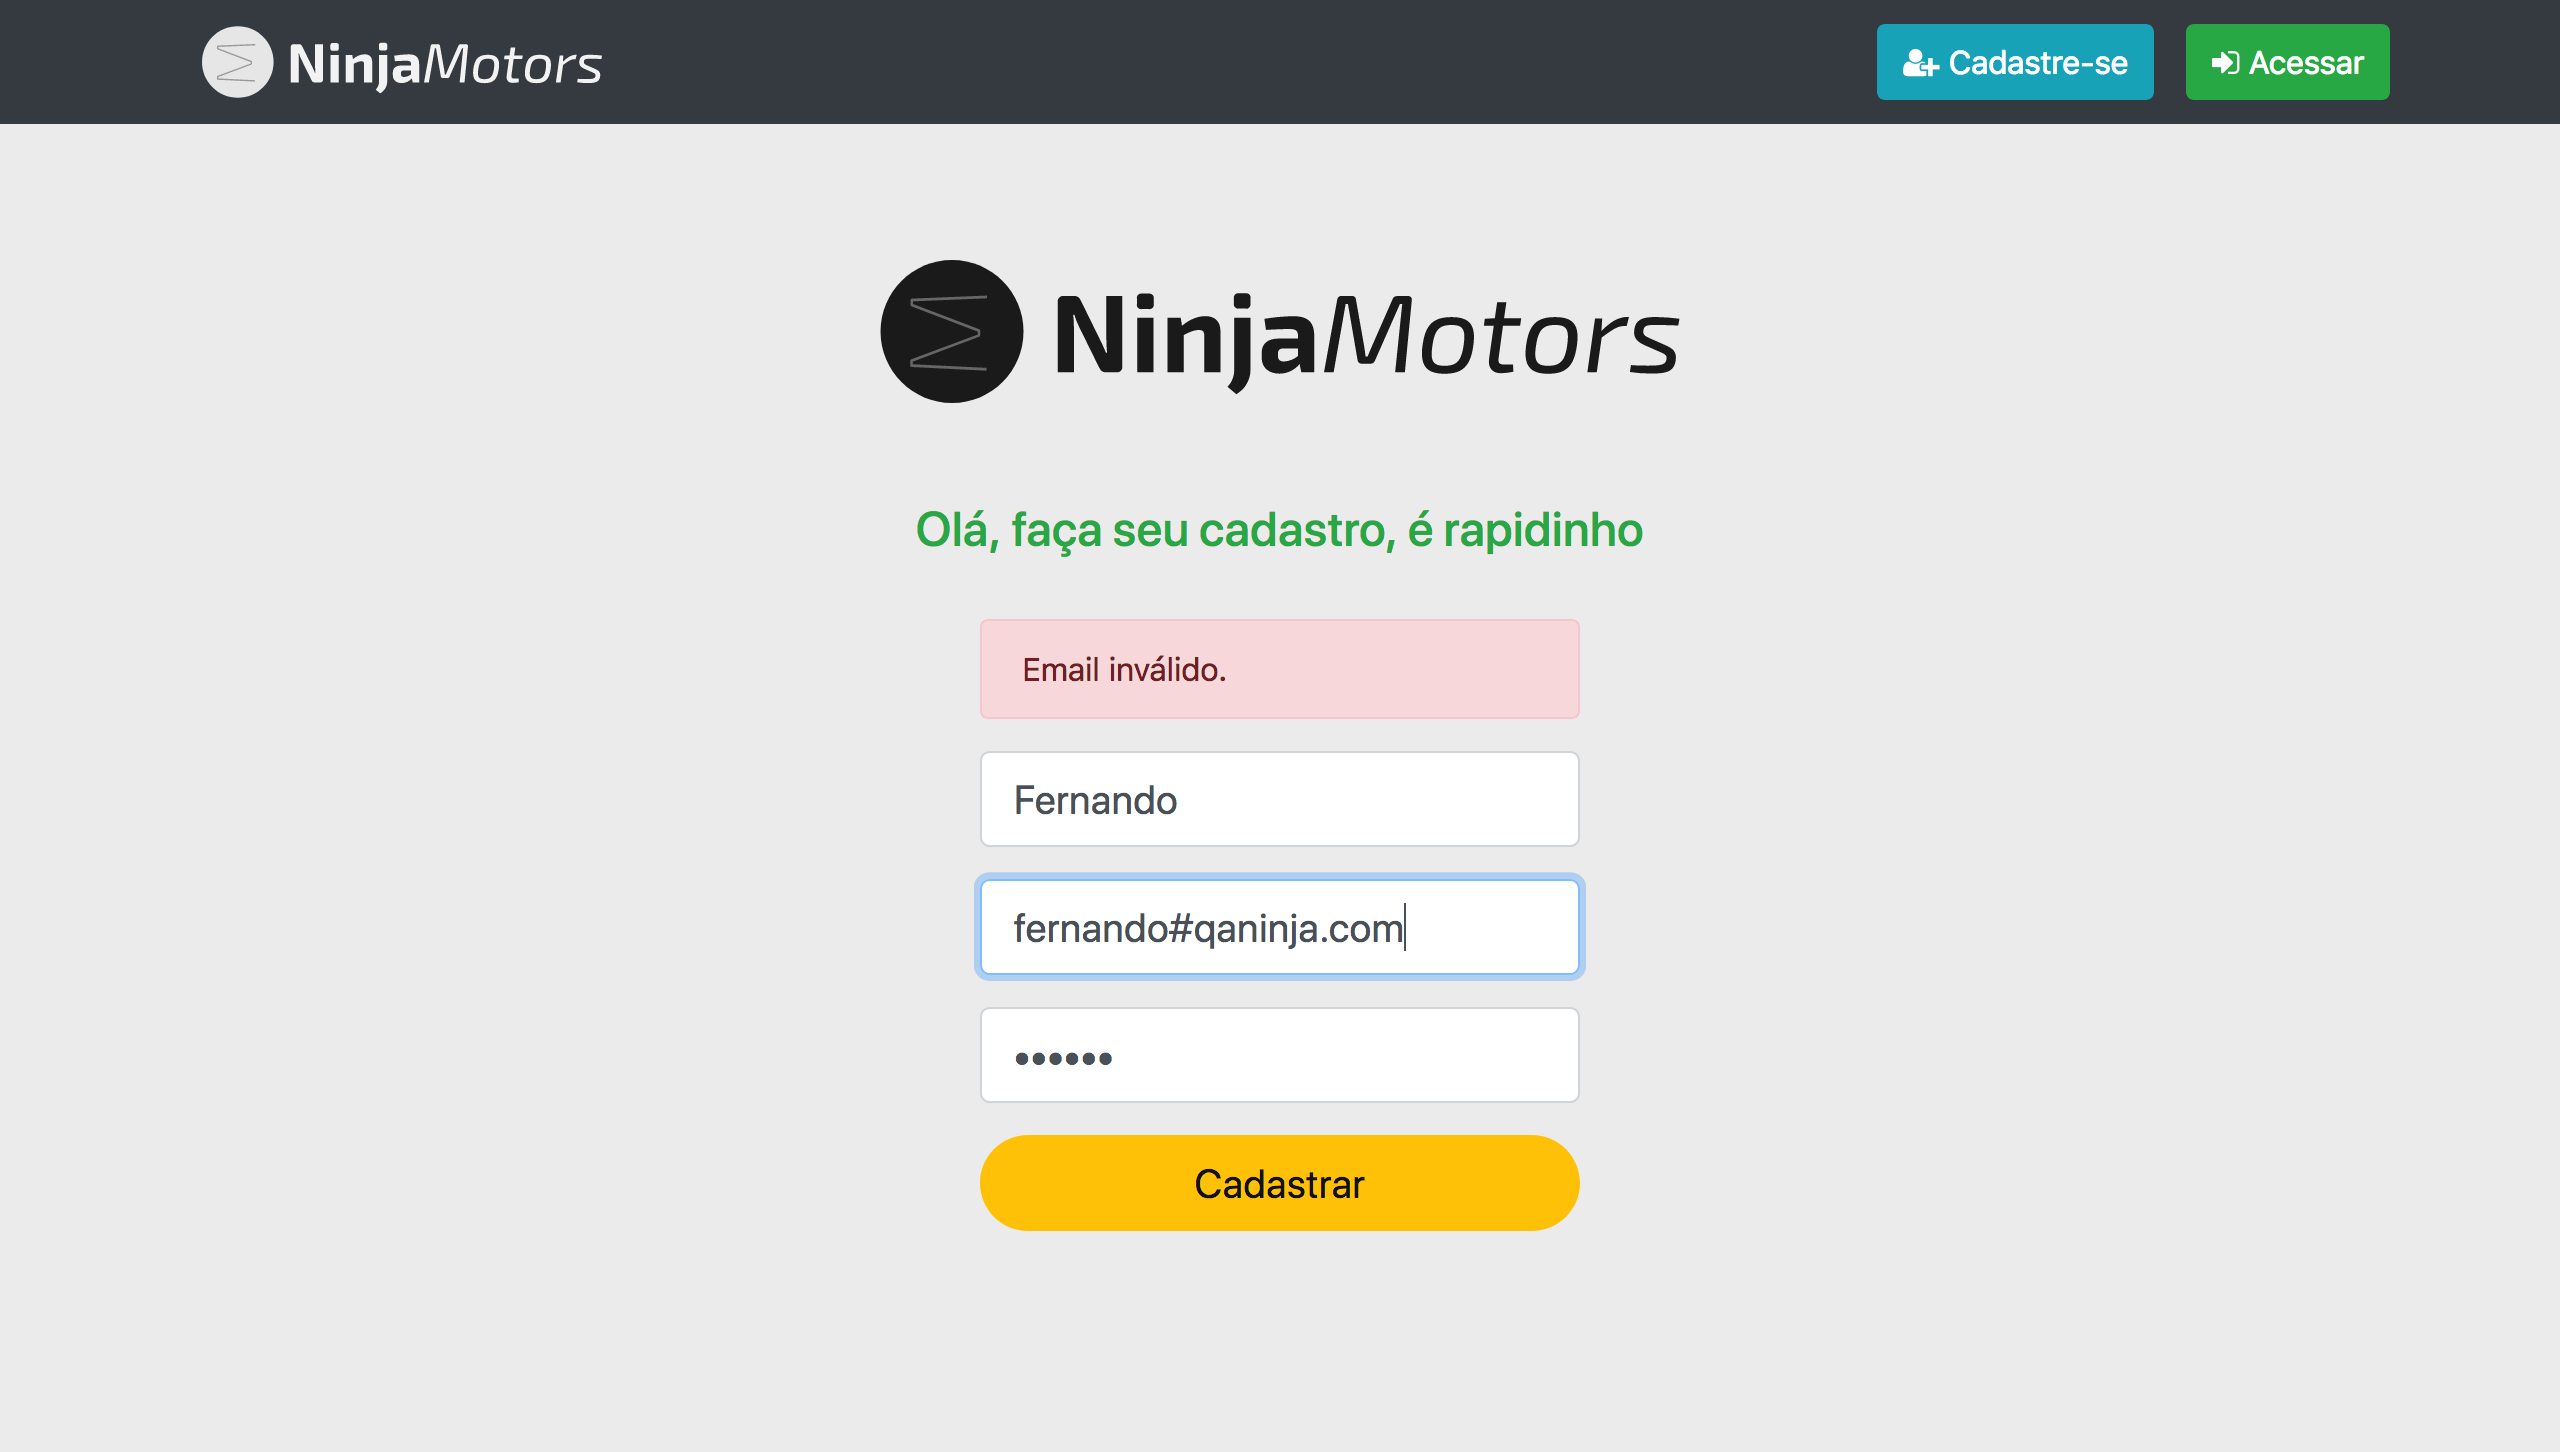 NinjaMotors
Cadastre-se
Acessar
NinjaMotors
Olá, faça seu cadastro, é rapidinho
Email inválido.
Fernando
fernando#qaninja.com
••••••
Cadastrar